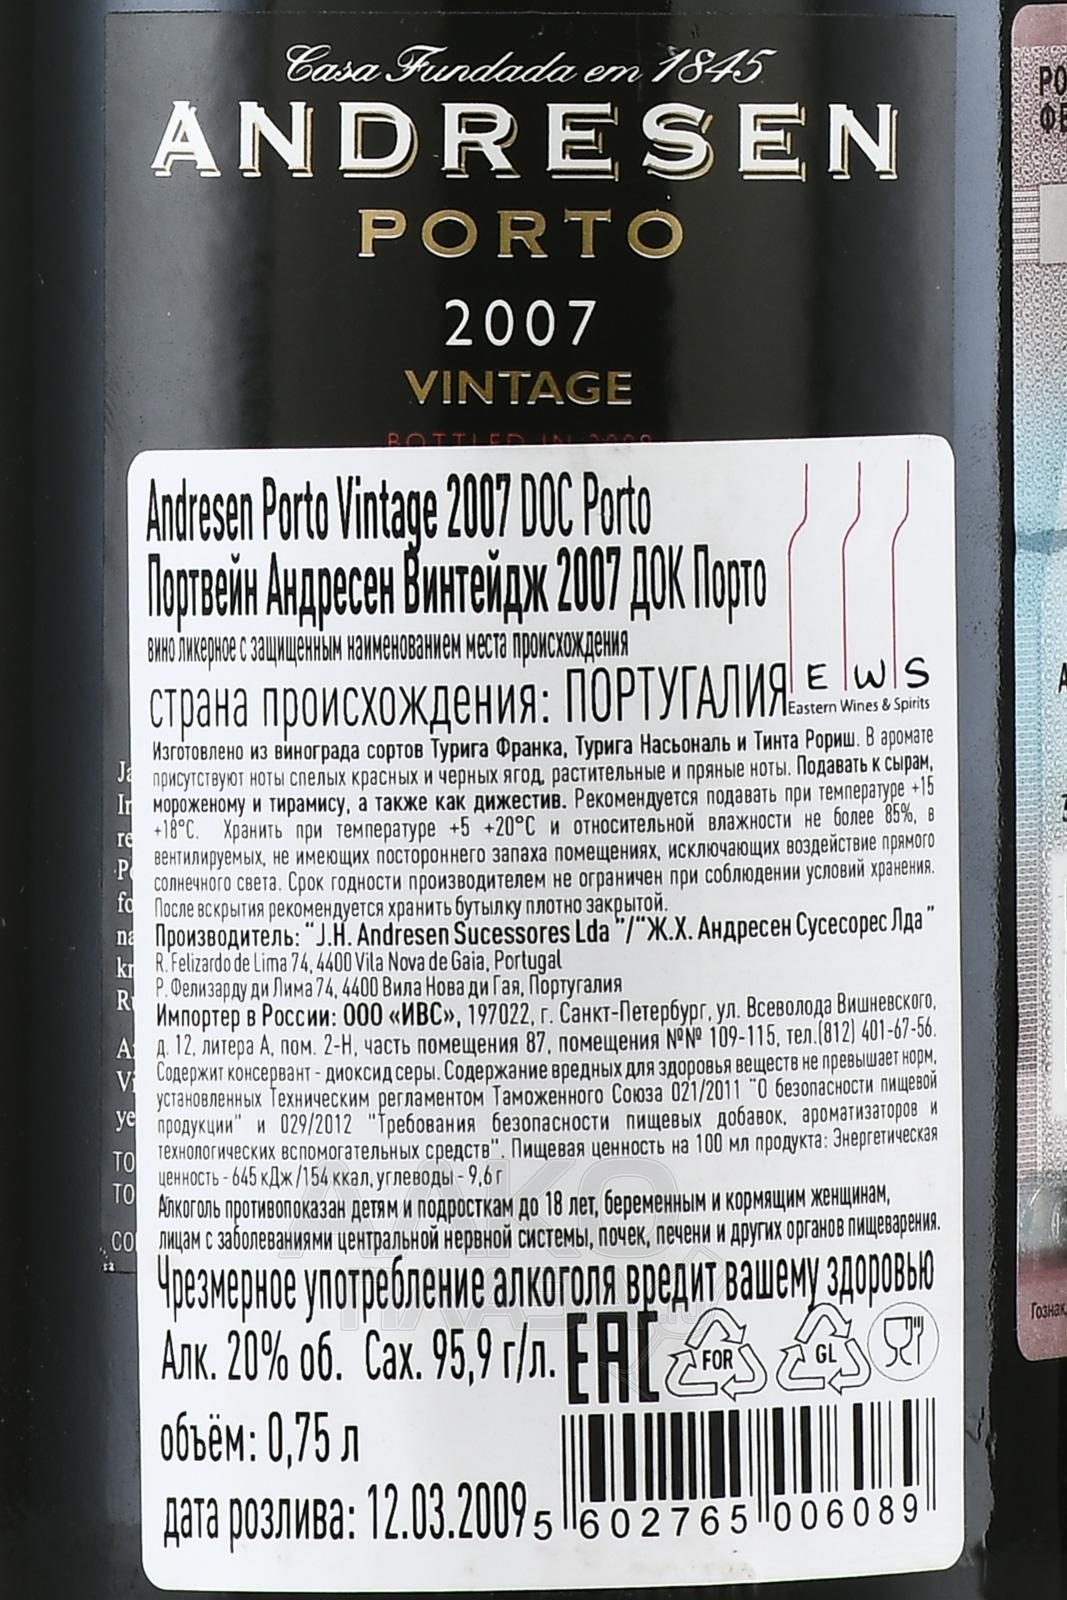 Casa Fundada em 1845
ANDRESEN
PORTO
2007
VINTAGE
BOTTLED IN 2009
Andresen Porto Vintage 2007 DOC Porto
Портвейн Андресен Винтейдж 2007 ДОК Порто
вино ликерное с защищенным наименованием места происхождения
страна происхождения: ПОРТУГАЛИЯ
E W S
Eastern Wines & Spirits
Изготовлено из винограда сортов Турига Франка, Турига Насьональ и Тинта Рориш. В аромате
присутствуют ноты спелых красных и черных ягод, растительные и пряные ноты. Подавать к сырам,
мороженому и тирамису, а также как дижестив. Рекомендуется подавать при температуре +15
+18°С. Хранить при температуре +5 +20°С и относительной влажности не более 85%, в
вентилируемых, не имеющих постороннего запаха помещениях, исключающих воздействие прямого
солнечного света. Срок годности производителем не ограничен при соблюдении условий хранения.
После вскрытия рекомендуется хранить бутылку плотно закрытой.
Производитель: "J.H. Andresen Sucessores Lda "/"Ж.Х. Андресен Сусесорес Лда "
R. Felizardo de Lima 74, 4400 Vila Nova de Gaia, Portugal
Р. Фелизарду ди Лима 74, 4400 Вила Нова ди Гая, Португалия
Импортер в России: ООО «ИВС», 197022, г. Санкт-Петербург, ул. Всеволода Вишневского,
д. 12, литера А, пом. 2-Н, часть помещения 87, помещения №№ 109-115, тел.(812) 401-67-56.
Содержит консервант - диоксид серы. Содержание вредных для здоровья веществ не превышает норм,
установленных Техническим регламентом Таможенного Союза 021/2011 "О безопасности пищевой
продукции" и 029/2012 "Требования безопасности пищевых добавок, ароматизаторов и
технологических вспомогательных средств". Пищевая ценность на 100 мл продукта: Энергетическая
ценность - 645 кДж /154 ккал, углеводы - 9,6 г
Алкоголь противопоказан детям и подросткам до 18 лет, беременным и кормящим женщинам,
лицам с заболеваниями центральной нервной системы, почек, печени и других органов пищеварения.
Чрезмерное употребление алкоголя вредит вашему здоровью
Алк. 20% об. Сах. 95,9 г/л. EAC FOR GL
объём: 0,75 л
дата розлива: 12.03.2009
5 602765 006089